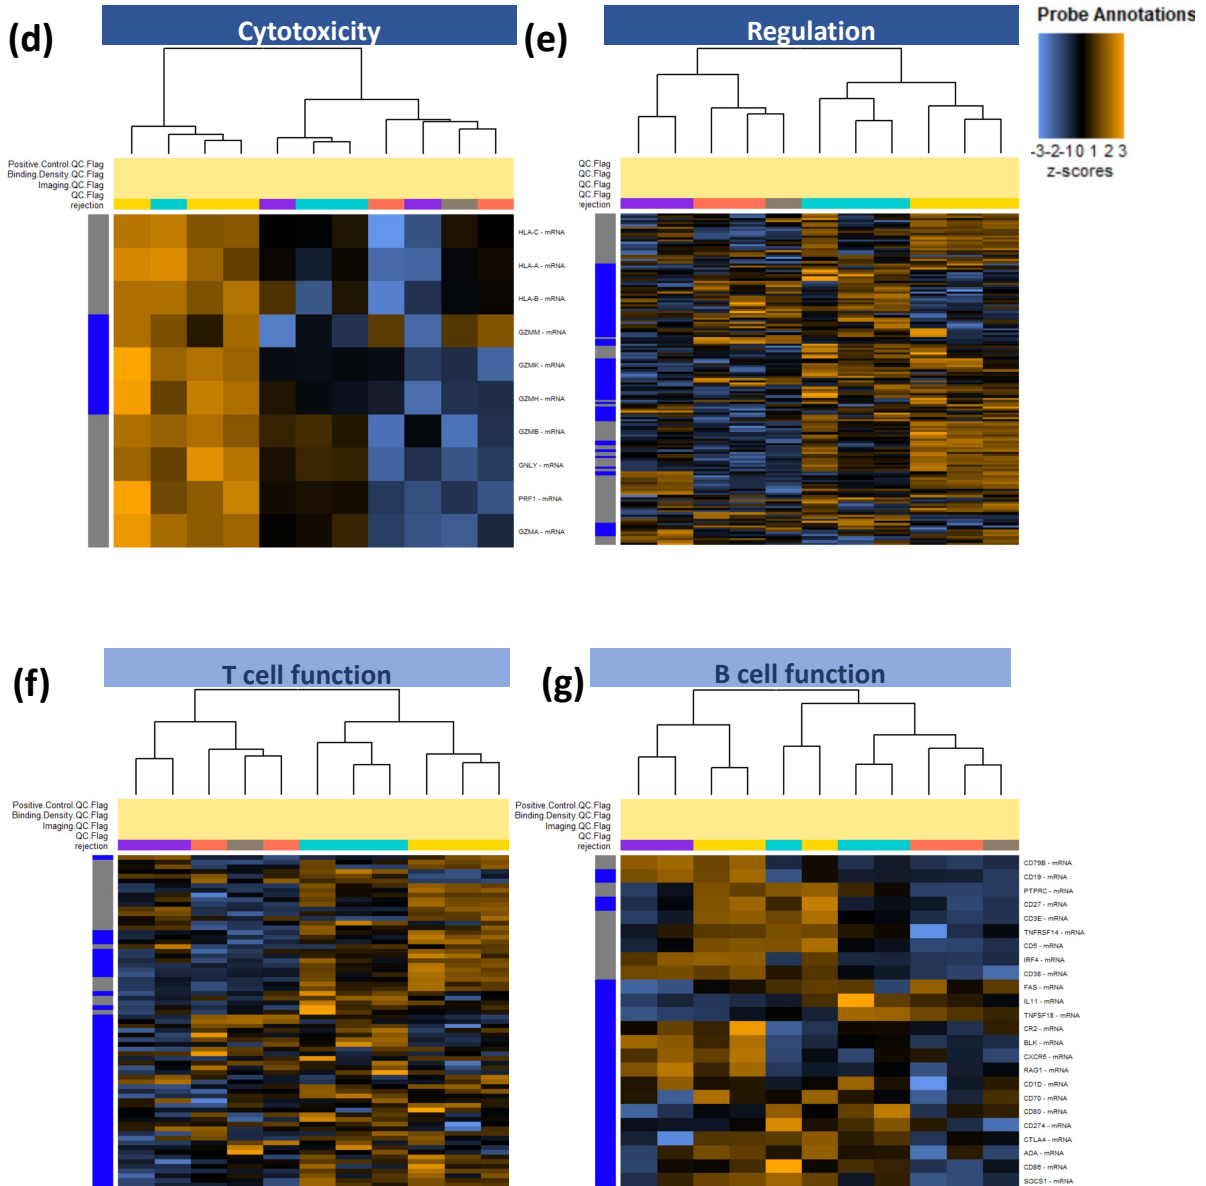 (d)
Cytotoxicity
Positive.Control.QC.Flag
Binding.Density.QC.Flag
Imaging.QC.Flag
QC.Flag
rejection
HLA-C - mRNA
HLA-A - mRNA
HLA-B - mRNA
GZMM - mRNA
GZMK - mRNA
GZMH - mRNA
GZMB - mRNA
GNLY - mRNA
PRF1 - mRNA
GZMA - mRNA
(e)
Regulation
QC.Flag
QC.Flag
QC.Flag
QC.Flag
rejection
Probe Annotations
-3-2-10 1 2 3
z-scores
(f)
T cell function
Positive.Control.QC.Flag
Binding.Density.QC.Flag
Imaging.QC.Flag
QC.Flag
rejection
(g)
B cell function
Positive.Control.QC.Flag
Binding.Density.QC.Flag
Imaging.QC.Flag
QC.Flag
rejection
CD79B - mRNA
CD19 - mRNA
PTPRC - mRNA
CD27 - mRNA
CD3E - mRNA
TNFRSF14 - mRNA
CD5 - mRNA
IRF4 - mRNA
CD38 - mRNA
FAS - mRNA
IL11 - mRNA
TNFSF18 - mRNA
CR2 - mRNA
BLK - mRNA
CXCR5 - mRNA
RAG1 - mRNA
CD1D - mRNA
CD70 - mRNA
CD80 - mRNA
CD274 - mRNA
CTLA4 - mRNA
ADA - mRNA
CD86 - mRNA
SOCS1 - mRNA